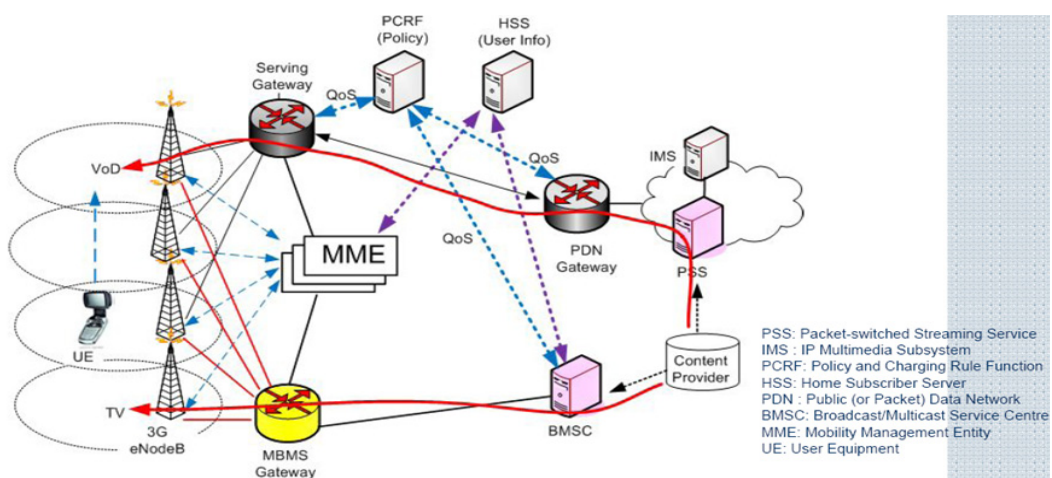 PCRF
(Policy)
HSS
(User Info)
Serving
Gateway
QoS
VoD
QoS
IMS
MME
QoS
PDN
Gateway
PSS
UE
Content
Provider
TV
3G
eNodeB
MBMS
Gateway
BMSC
PSS: Packet-switched Streaming Service
IMS : IP Multimedia Subsystem
PCRF: Policy and Charging Rule Function
HSS: Home Subscriber Server
PDN : Public (or Packet) Data Network
BMSC: Broadcast/Multicast Service Centre
MME: Mobility Management Entity
UE: User Equipment